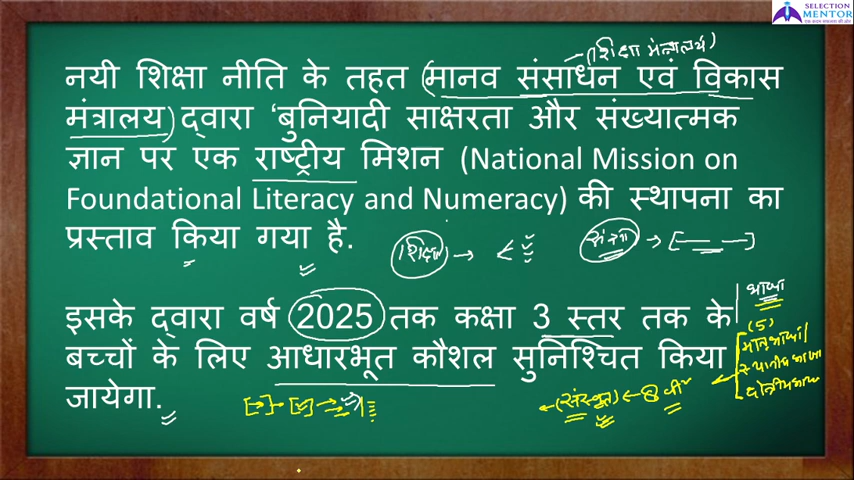 SELECTION
MENTOR
(शिक्षा मंत्रालय)
नयी शिक्षा नीति के तहत (मानव संसाधन एवं विकास
मंत्रालय) द्वारा ‘बुनियादी साक्षरता और संख्यात्मक
ज्ञान पर एक राष्ट्रीय मिशन (National Mission on
Foundational Literacy and Numeracy) की स्थापना का
प्रस्ताव किया गया है.
शिक्षा
भाषा
इसके द्वारा वर्ष 2025 तक कक्षा 3 स्तर तक के
बच्चों के लिए आधारभूत कौशल सुनिश्चित किया
जायेगा.
(5)
मातृभाषा/
स्थानीय भाषा
क्षेत्रीय भाषा
(संस्कृत) 8 वीं